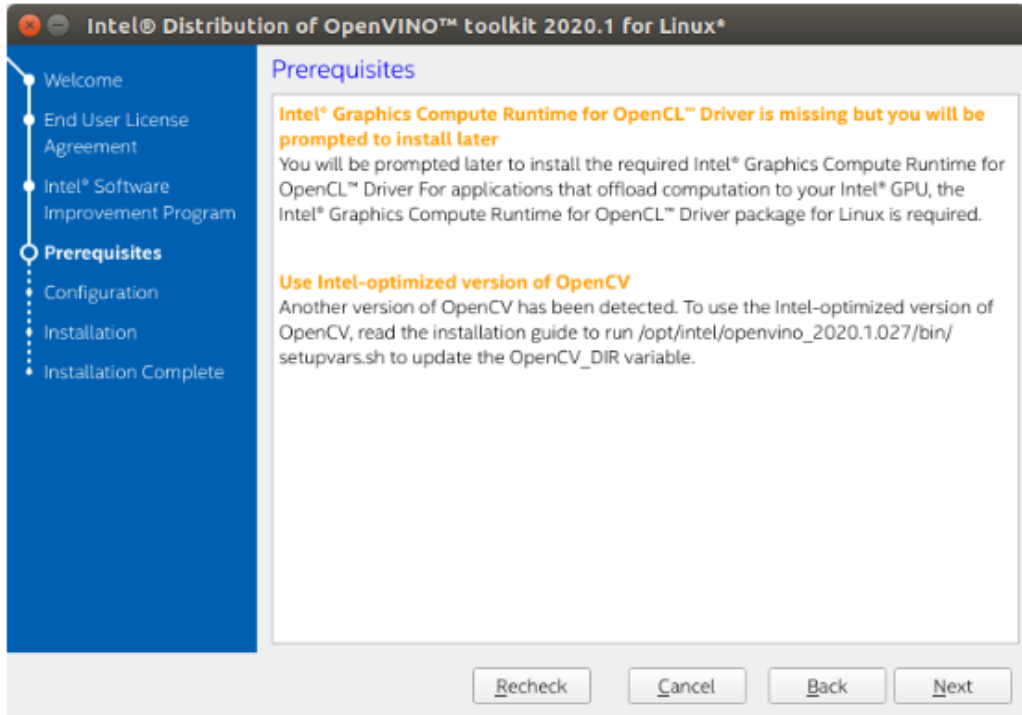 Intel® Distribution of OpenVINO™ toolkit 2020.1 for Linux*
Welcome
End User License
Agreement
Intel® Software
Improvement Program
Prerequisites
Configuration
Installation
Installation Complete
Prerequisites
Intel® Graphics Compute Runtime for OpenCL™ Driver is missing but you will be
prompted to install later
You will be prompted later to install the required Intel® Graphics Compute Runtime for
OpenCL™ Driver For applications that offload computation to your Intel® GPU, the
Intel® Graphics Compute Runtime for OpenCL™ Driver package for Linux is required.
Use Intel-optimized version of OpenCV
Another version of OpenCV has been detected. To use the Intel-optimized version of
OpenCV, read the installation guide to run /opt/intel/openvino_2020.1.027/bin/
setupvars.sh to update the OpenCV_DIR variable.
Recheck
Cancel
Back
Next